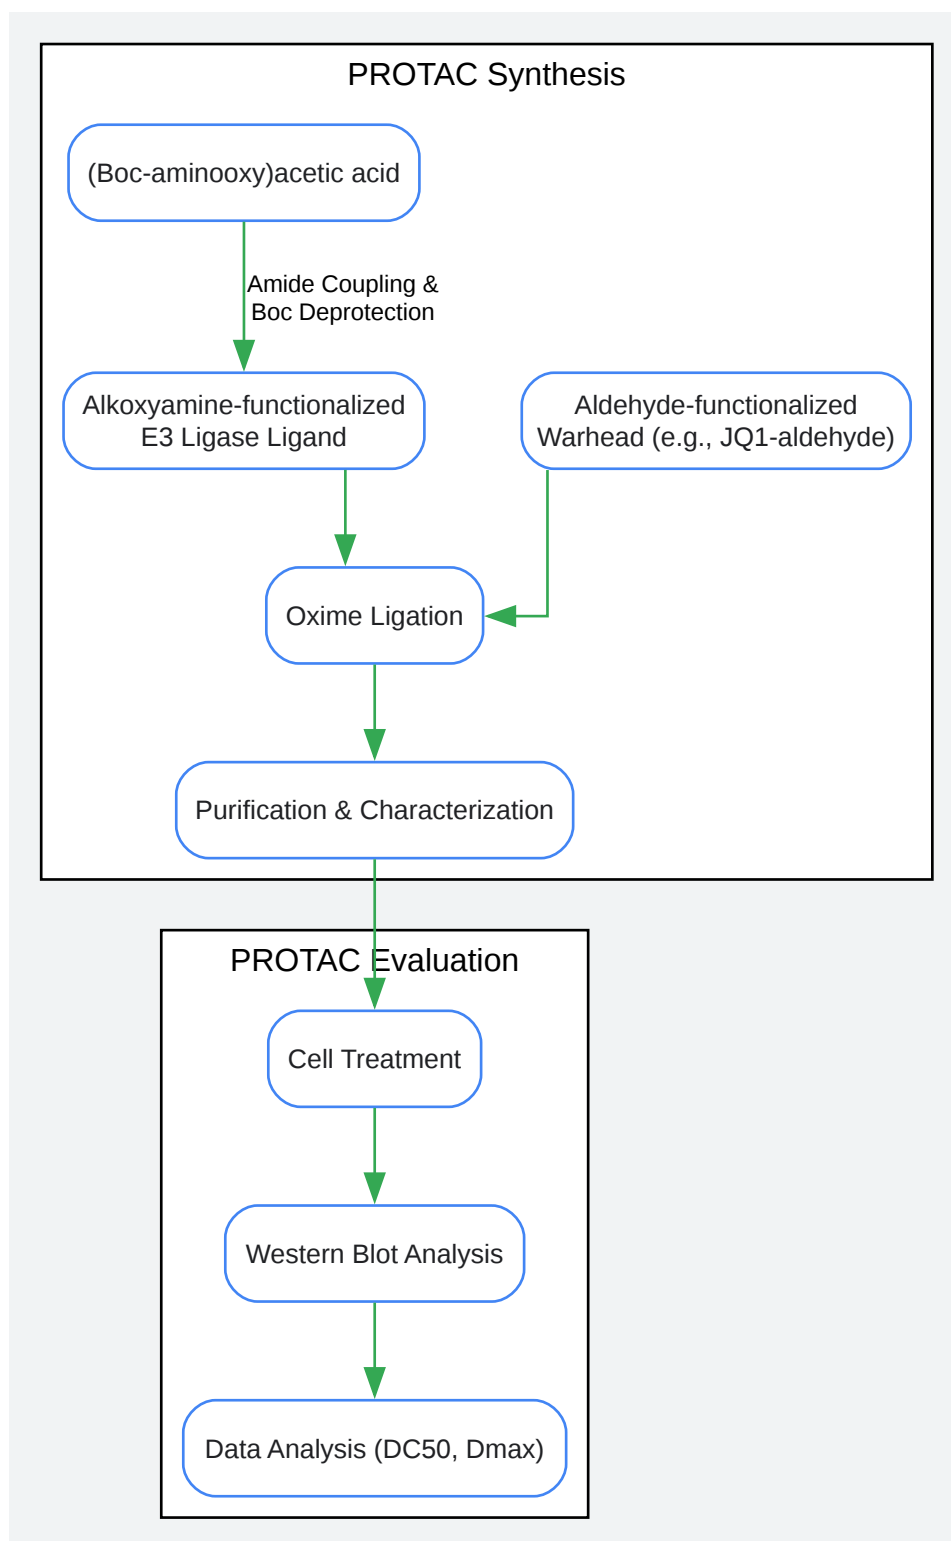 PROTAC Synthesis
(Boc-aminooxy)acetic acid
Amide Coupling &
Boc Deprotection
Alkoxyamine-functionalized
E3 Ligase Ligand
Aldehyde-functionalized
Warhead (e.g., JQ1-aldehyde)
Oxime Ligation
Purification & Characterization
PROTAC Evaluation
Cell Treatment
Western Blot Analysis
Data Analysis (DC50, Dmax)